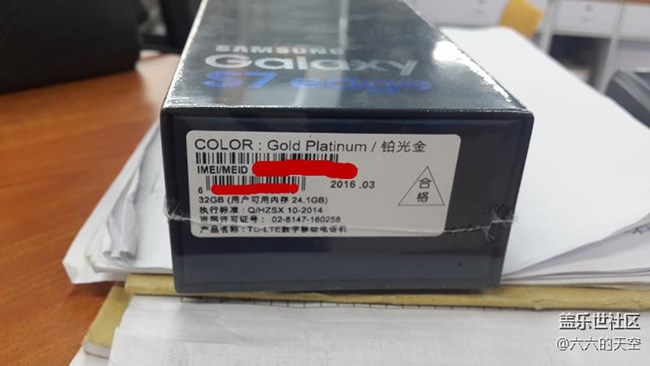 SAMSUNG
Galaxy
S7 edge
COLOR : Gold Platinum / 铂光金
IMEI/MEID
6
2016 .03
合
格
32GB (用户可用内存 24.1GB)
执行标准 : Q/HZSX 10-2014
进网许可证号 : 02-8147-160258
产品名称 : TD-LTE数字移动电话机
盖乐世社区
@六六的天空